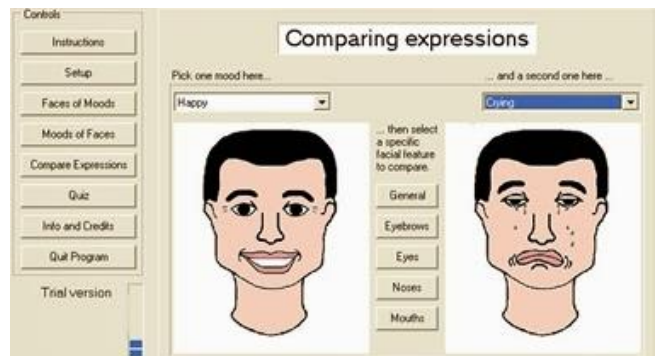 Controls
Instructions
Setup
Faces of Moods
Moods of Faces
Compare Expressions
Quiz
Info and Credits
Quit Program
Trial version
Comparing expressions
Pick one mood here...
... and a second one here ...
Happy
Crying
... then select
a specific
facial feature
to compare.
General
Eyebrows
Eyes
Noses
Mouths